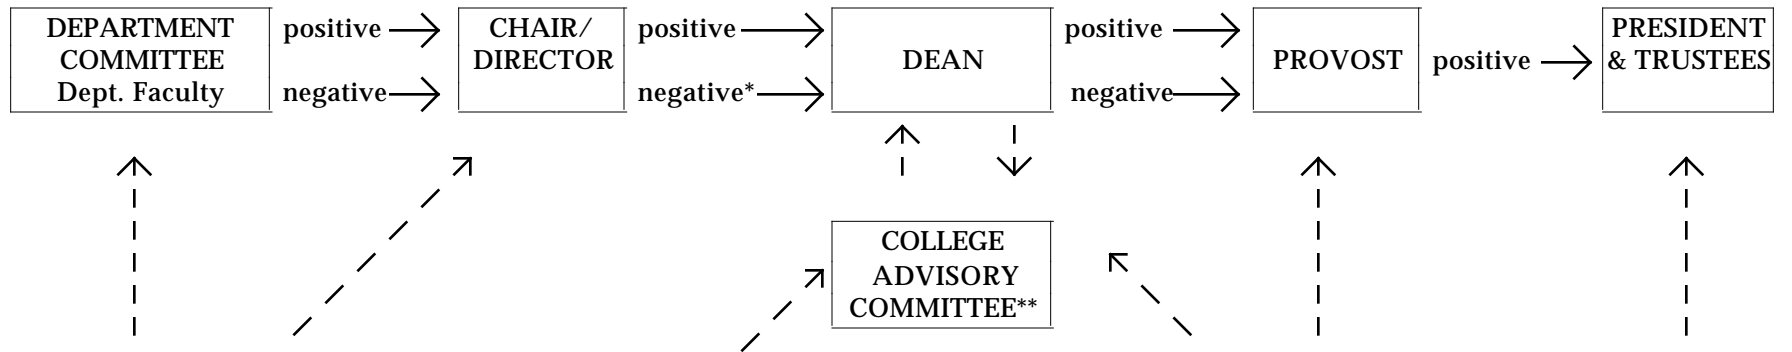 DEPARTMENT
COMMITTEE
Dept. Faculty
positive
negative
CHAIR/
DIRECTOR
positive
negative*
DEAN
positive
negative
PROVOST
positive
PRESIDENT
& TRUSTEES
COLLEGE
ADVISORY
COMMITTEE**